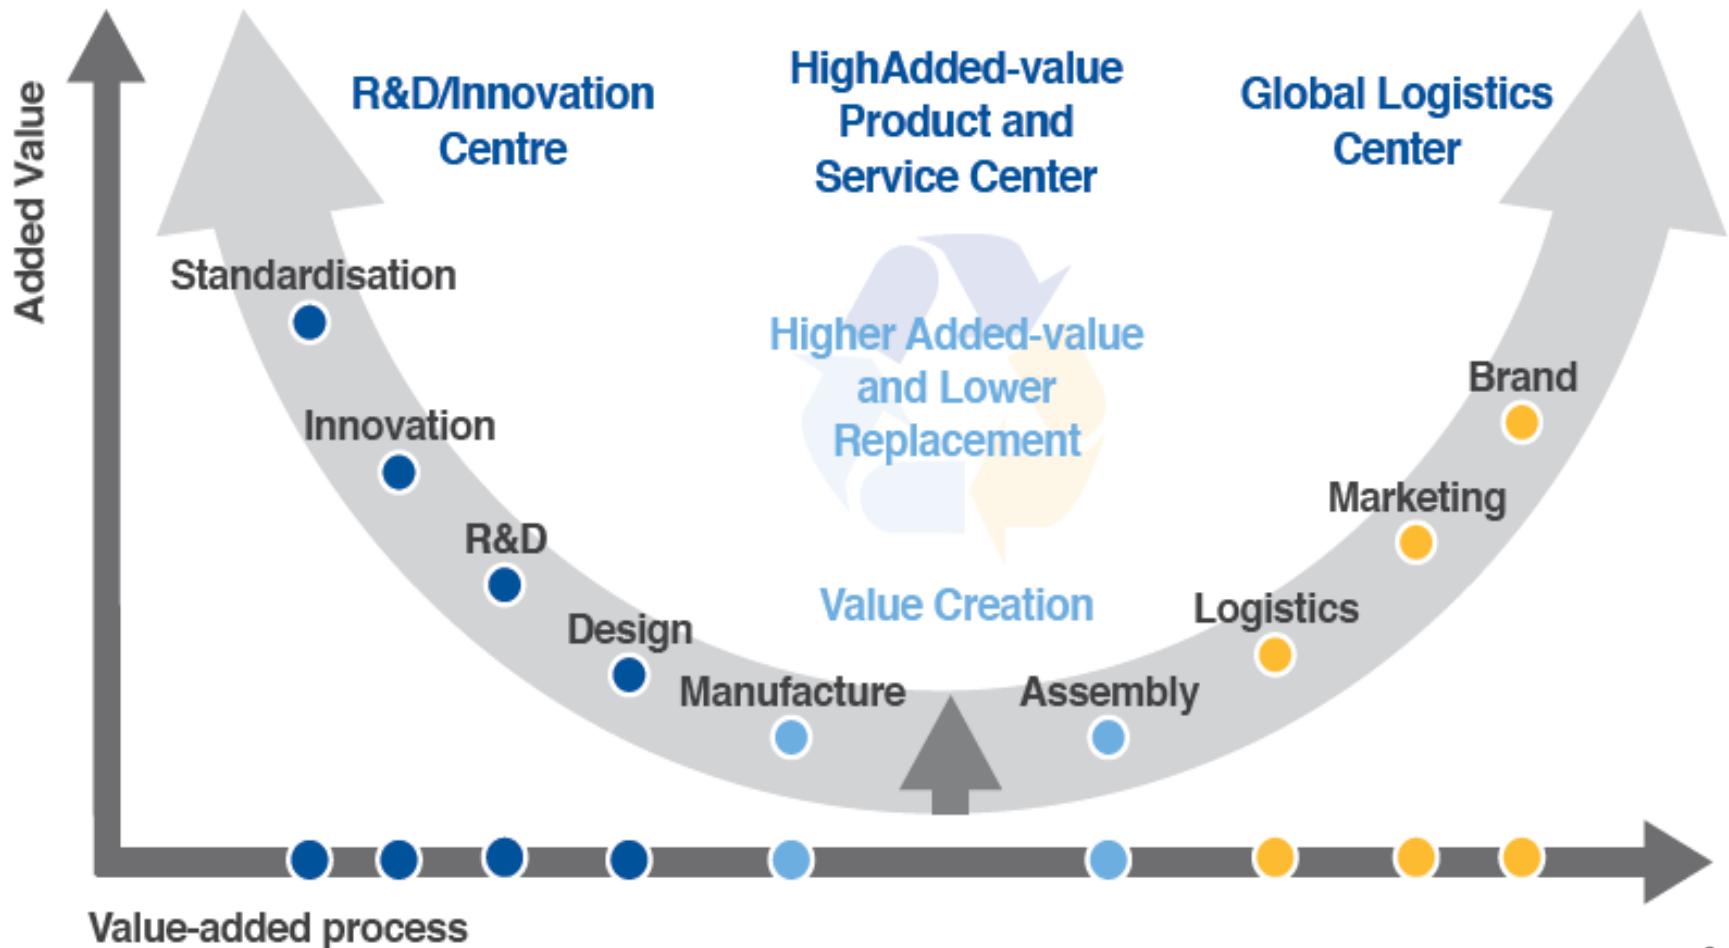 Added Value
R&D/Innovation
Centre
HighAdded-value
Product and
Service Center
Global Logistics
Center
Higher Added-value
and Lower
Replacement
Value Creation
Standardisation
Innovation
R&D
Design
Manufacture
Assembly
Logistics
Marketing
Brand
Value-added process